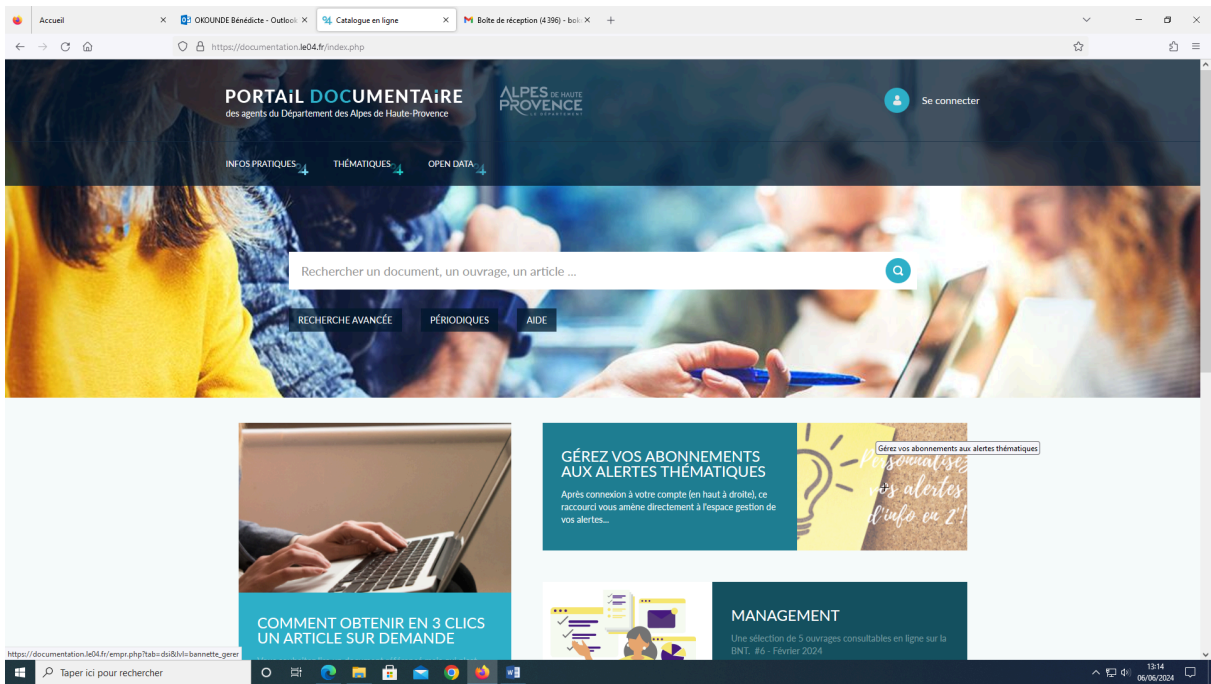 Accueil
OKOUNDE Bénédicte - Outlook
Catalogue en ligne
Boîte de réception (4 396) - bok
https://documentation.le04.fr/index.php
PORTAiL DOCUMENTAiRE
des agents du Département des Alpes de Haute-Provence
ALPES DE HAUTE
PROVENCE
LE DÉPARTEMENT
Se connecter
INFOS PRATIQUES
THÉMATIQUES
OPEN DATA
Rechercher un document, un ouvrage, un article ...
RECHERCHE AVANCÉE
PÉRIODIQUES
AIDE
GÉREZ VOS ABONNEMENTS
AUX ALERTES THÉMATIQUES
Après connexion à votre compte (en haut à droite), ce
raccourci vous amène directement à l'espace gestion de
vos alertes...
Gérez vos abonnements aux alertes thématiques
Personnalisez
vos alertes
d'info en 2'!
COMMENT OBTENIR EN 3 CLICS
UN ARTICLE SUR DEMANDE
MANAGEMENT
Une sélection de 5 ouvrages consultables en ligne sur la
BNT. #6 - Février 2024
https://documentation.le04.fr/empr.php?tab=dsi&lvl=bannette_gerer
Taper ici pour rechercher
13:14
06/06/2024